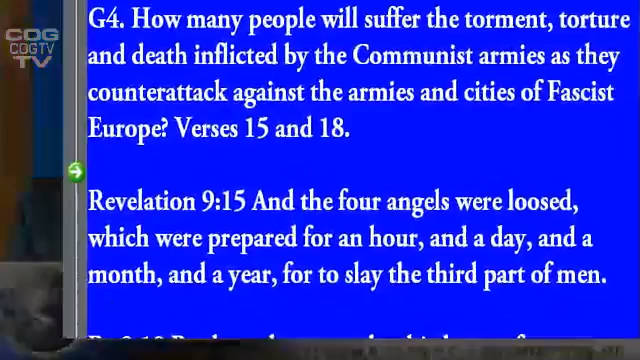 COG
COGTV
TV
G4. How many people will suffer the torment, torture
and death inflicted by the Communist armies as they
counterattack against the armies and cities of Fascist
Europe? Verses 15 and 18.
Revelation 9:15 And the four angels were loosed,
which were prepared for an hour, and a day, and a
month, and a year, for to slay the third part of men.